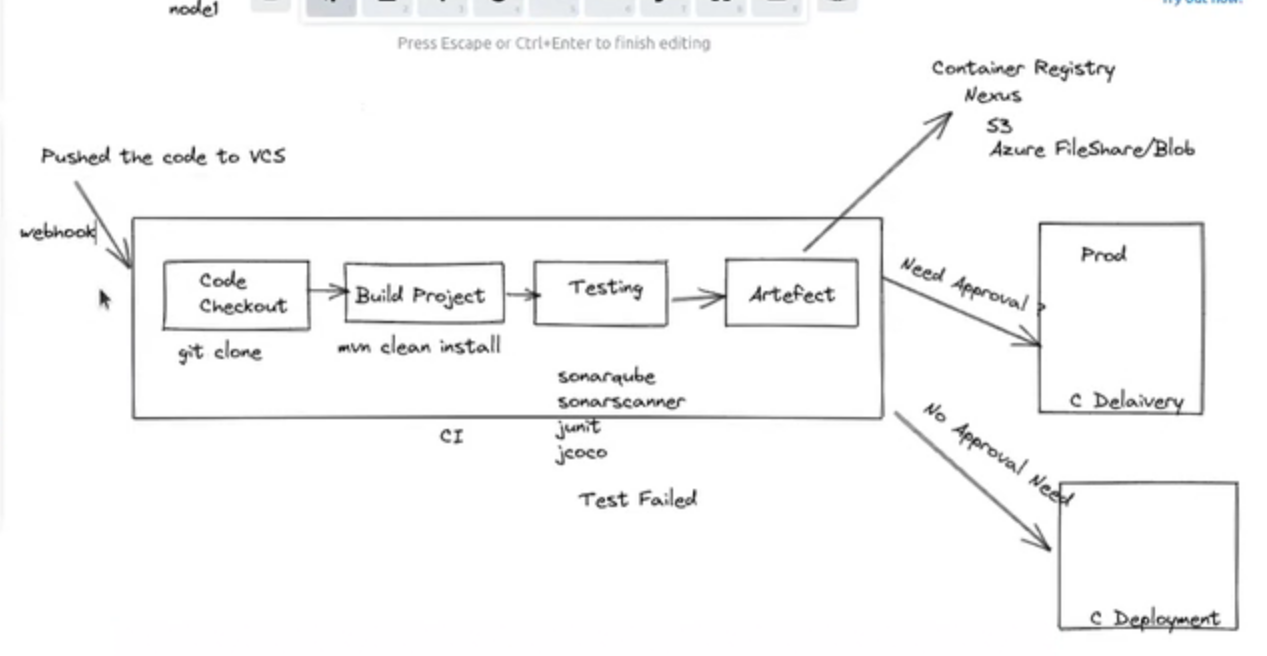 node1
Press Escape or Ctrl+Enter to finish editing
Container Registry
Nexus
S3
Azure FileShare/Blob
Pushed the code to VCS
webhook
Code
Checkout
Build Project
Testing
Artefect
git clone
mvn clean install
sonarqube
sonarscanner
junit
jcoco
CI
Test Failed
Need Approval ?
Prod
C Delaivery
No Approval Need
C Deployment